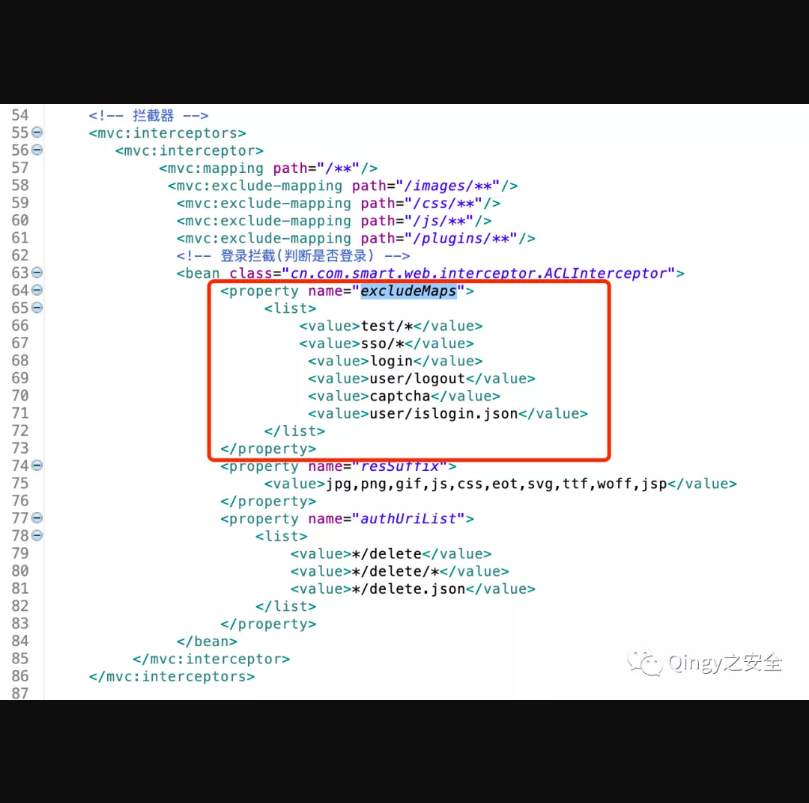 54 <!-- 拦截器 -->
55 <mvc:interceptors>
56 <mvc:interceptor>
57 <mvc:mapping path="/**"/>
58 <mvc:exclude-mapping path="/images/**"/>
59 <mvc:exclude-mapping path="/css/**"/>
60 <mvc:exclude-mapping path="/js/**"/>
61 <mvc:exclude-mapping path="/plugins/**"/>
62 <!-- 登录拦截(判断是否登录) -->
63 <bean class="cn.com.smart.web.interceptor.ACLInterceptor">
64 <property name="excludeMaps">
65 <list>
66 <value>test/*</value>
67 <value>sso/*</value>
68 <value>login</value>
69 <value>user/logout</value>
70 <value>captcha</value>
71 <value>user/islogin.json</value>
72 </list>
73 </property>
74 <property name="resSuffix">
75 <value>jpg,png,gif,js,css,eot,svg,ttf,woff,jsp</value>
76 </property>
77 <property name="authUriList">
78 <list>
79 <value>*/delete</value>
80 <value>*/delete/*</value>
81 <value>*/delete.json</value>
82 </list>
83 </property>
84 </bean>
85 </mvc:interceptor>
86 </mvc:interceptors>
87
Qingy之安全